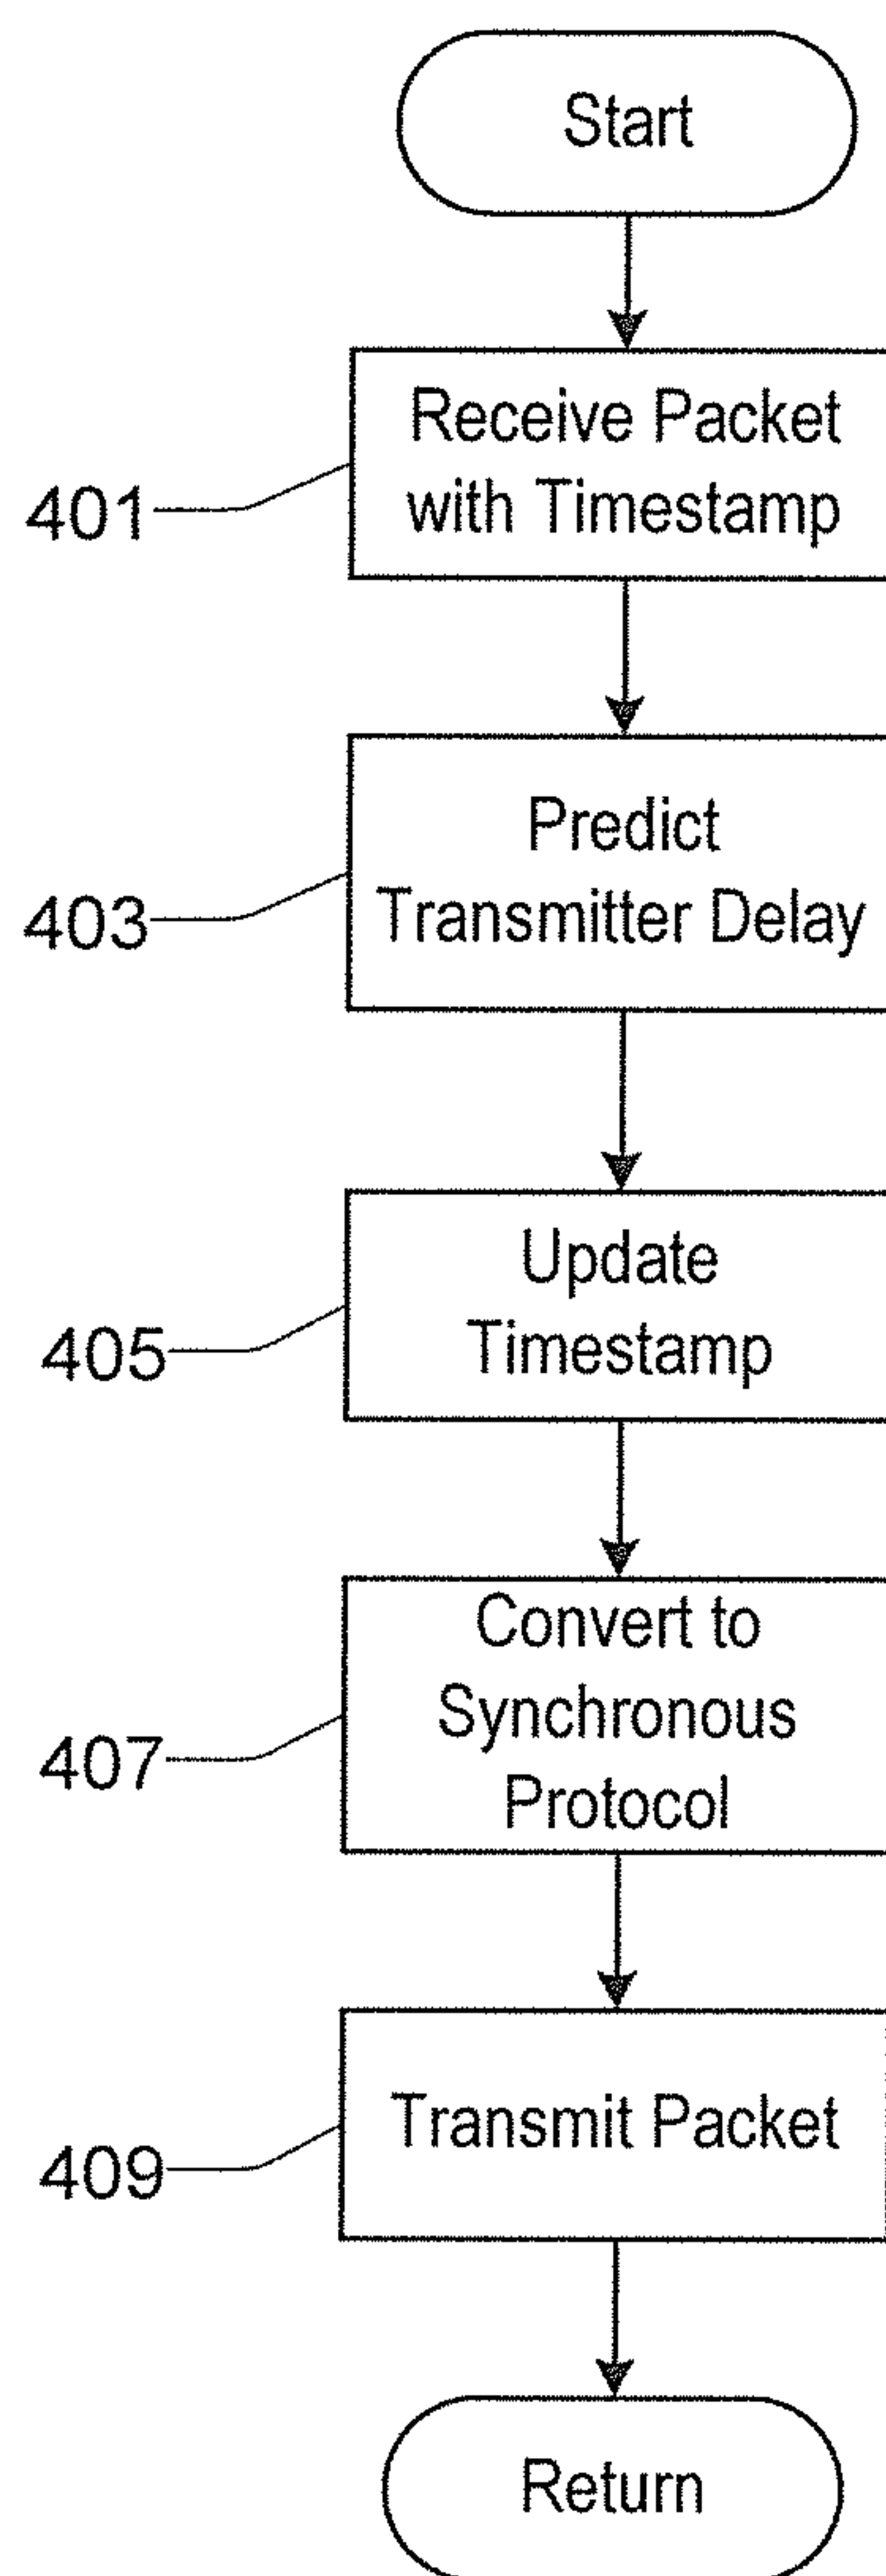 Start
Receive Packet
with Timestamp
401
Predict
Transmitter Delay
403
Update
Timestamp
405
Convert to
Synchronous
Protocol
407
Transmit Packet
409
Return